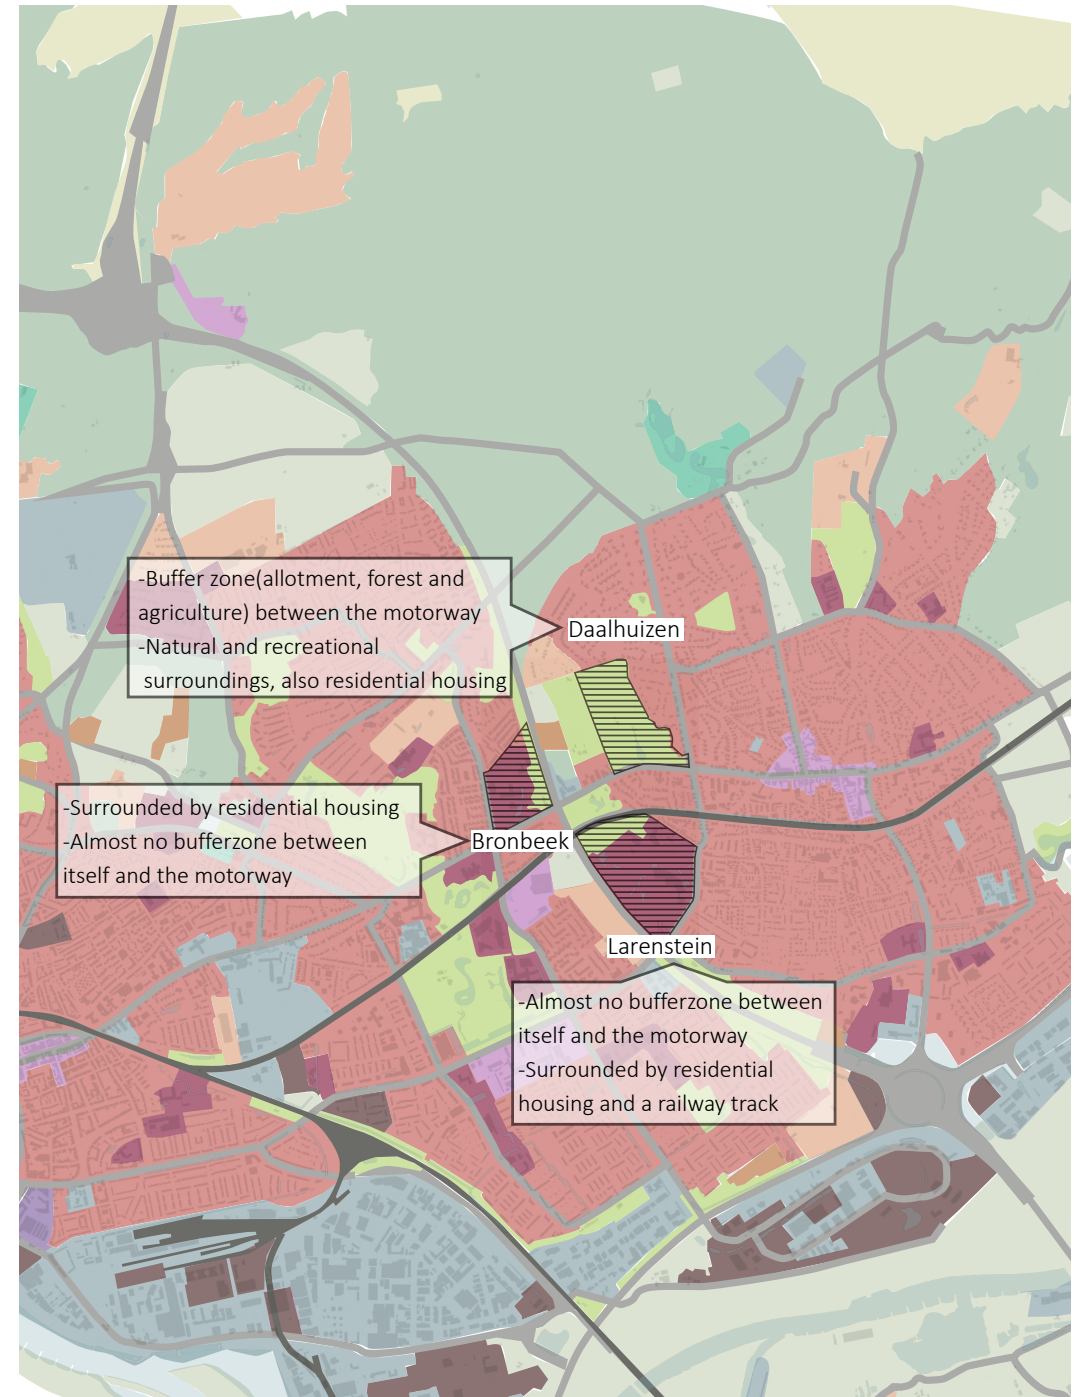 -Buffer zone(allotment, forest and
agriculture) between the motorway
-Natural and recreational
surroundings, also residential housing
Daalhuizen
-Surrounded by residential housing
-Almost no bufferzone between
itself and the motorway
Bronbeek
Larenstein
-Almost no bufferzone between
itself and the motorway
-Surrounded by residential
housing and a railway track